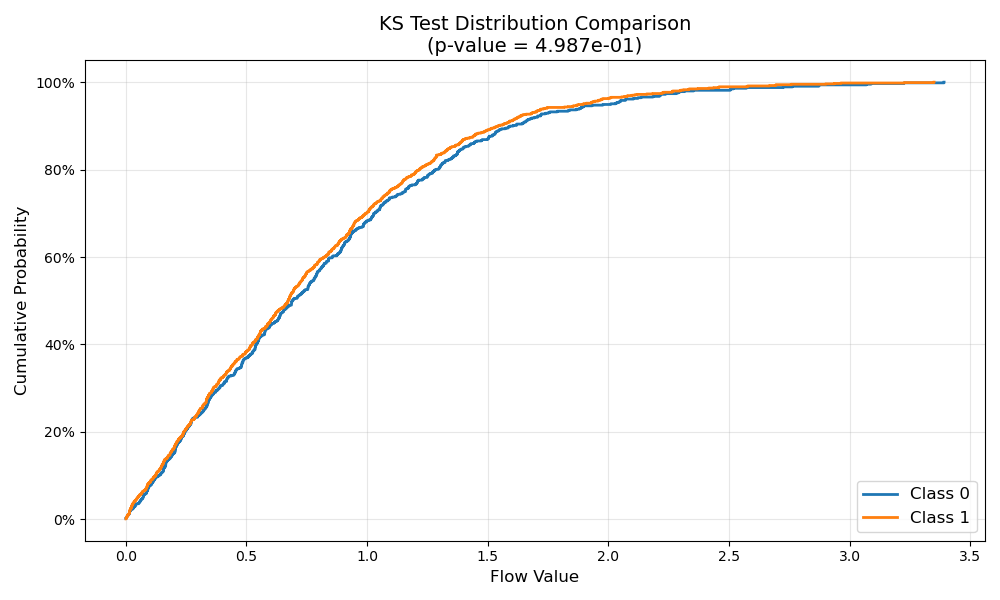 KS Test Distribution Comparison
(p-value = 4.987e-01)
Cumulative Probability
100%
80%
60%
40%
20%
0%
0.0 0.5 1.0 1.5 2.0 2.5 3.0 3.5
Flow Value
Class 0
Class 1